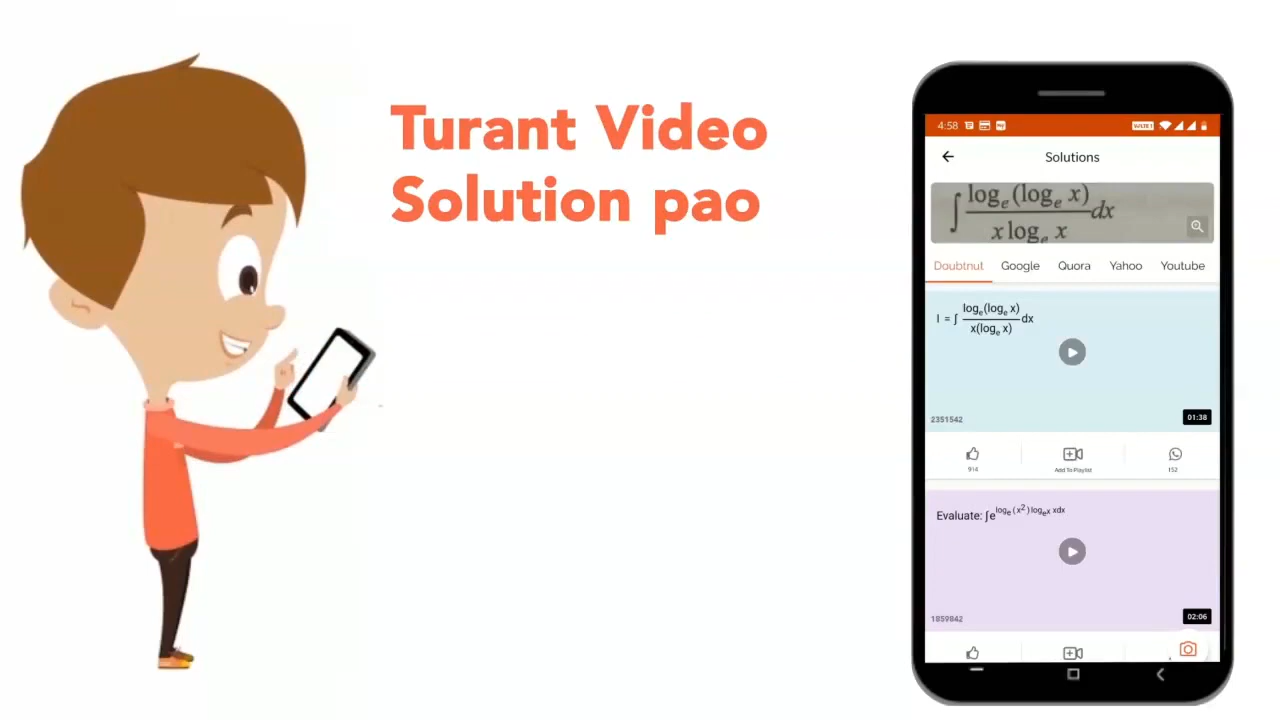 Turant Video
Solution pao
4:58
Solutions
∫ logₑ(logₑ x) / x logₑ x dx
Doubtnut Google Quora Yahoo Youtube
I = ∫ logₑ(logₑ x) / x(logₑ x) dx
2351542
01:38
914
Add To Playlist
152
Evaluate: ∫e^logₑ(x²)logₑx xdx
1859842
02:06